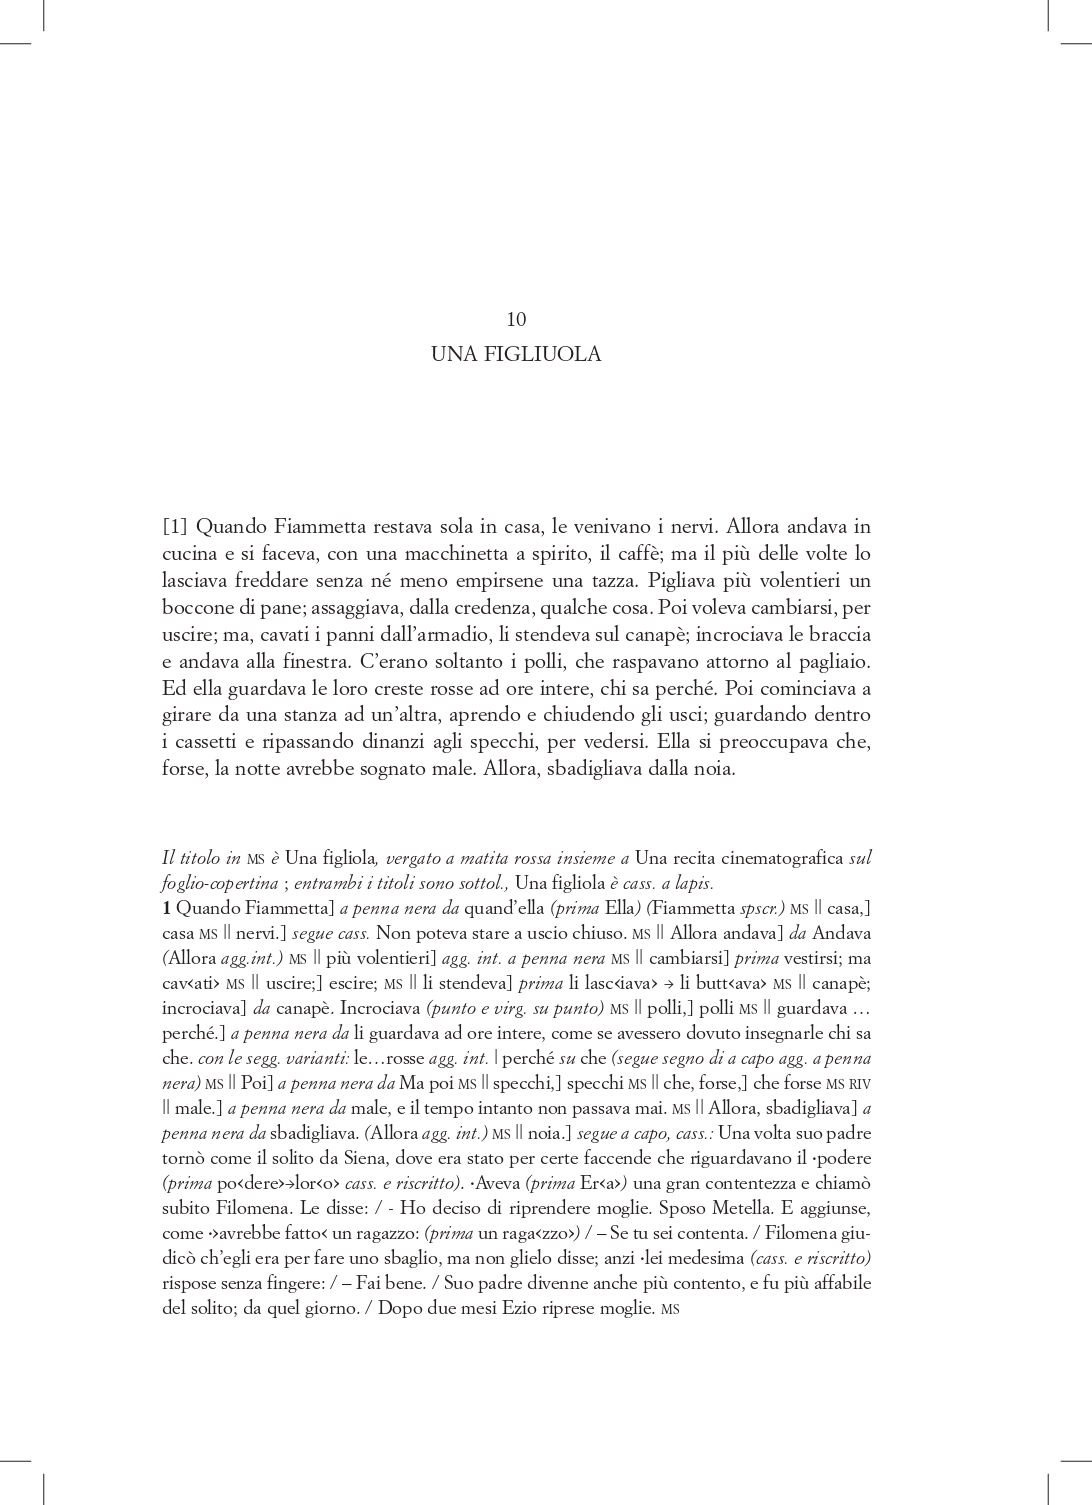 10
UNA FIGLIUOLA
[1] Quando Fiammetta restava sola in casa, le venivano i nervi. Allora andava in
cucina e si faceva, con una macchinetta a spirito, il caffè; ma il più delle volte lo
lasciava freddare senza né meno empirsene una tazza. Pigliava più volentieri un
boccone di pane; assaggiava, dalla credenza, qualche cosa. Poi voleva cambiarsi, per
uscire; ma, cavati i panni dall’armadio, li stendeva sul canapè; incrociava le braccia
e andava alla finestra. C’erano soltanto i polli, che raspavano attorno al pagliaio.
Ed ella guardava le loro creste rosse ad ore intere, chi sa perché. Poi cominciava a
girare da una stanza ad un’altra, aprendo e chiudendo gli usci; guardando dentro
i cassetti e ripassando dinanzi agli specchi, per vedersi. Ella si preoccupava che,
forse, la notte avrebbe sognato male. Allora, sbadigliava dalla noia.
Il titolo in MS è Una figliola, vergato a matita rossa insieme a Una recita cinematografica sul
foglio-copertina ; entrambi i titoli sono sottol., Una figliola è cass. a lapis.
1 Quando Fiammetta] a penna nera da quand’ella (prima Ella) (Fiammetta spscr.) MS || casa,]
casa MS || nervi.] segue cass. Non poteva stare a uscio chiuso. MS || Allora andava] da Andava
(Allora agg.int.) MS || più volentieri] agg. int. a penna nera MS || cambiarsi] prima vestirsi; ma
cav‹ati› MS || uscire;] escire; MS || li stendeva] prima li lasc‹iava› → li butt‹ava› MS || canapè;
incrociava] da canapè. Incrociava (punto e virg. su punto) MS || polli,] polli MS || guardava …
perché.] a penna nera da li guardava ad ore intere, come se avessero dovuto insegnarle chi sa
che. con le segg. varianti: le…rosse agg. int. | perché su che (segue segno di a capo agg. a penna
nera) MS || Poi] a penna nera da Ma poi MS || specchi,] specchi MS || che, forse,] che forse MS RIV
|| male.] a penna nera da male, e il tempo intanto non passava mai. MS || Allora, sbadigliava] a
penna nera da sbadigliava. (Allora agg. int.) MS || noia.] segue a capo, cass.: Una volta suo padre
tornò come il solito da Siena, dove era stato per certe faccende che riguardavano il ·podere
(prima po‹dere›→lor‹o› cass. e riscritto). ·Aveva (prima Er‹a›) una gran contentezza e chiamò
subito Filomena. Le disse: / - Ho deciso di riprendere moglie. Sposo Metella. E aggiunse,
come ·›avrebbe fatto‹ un ragazzo: (prima un raga‹zzo›) / – Se tu sei contenta. / Filomena giu-
dicò ch’egli era per fare uno sbaglio, ma non glielo disse; anzi ·lei medesima (cass. e riscritto)
rispose senza fingere: / – Fai bene. / Suo padre divenne anche più contento, e fu più affabile
del solito; da quel giorno. / Dopo due mesi Ezio riprese moglie. MS